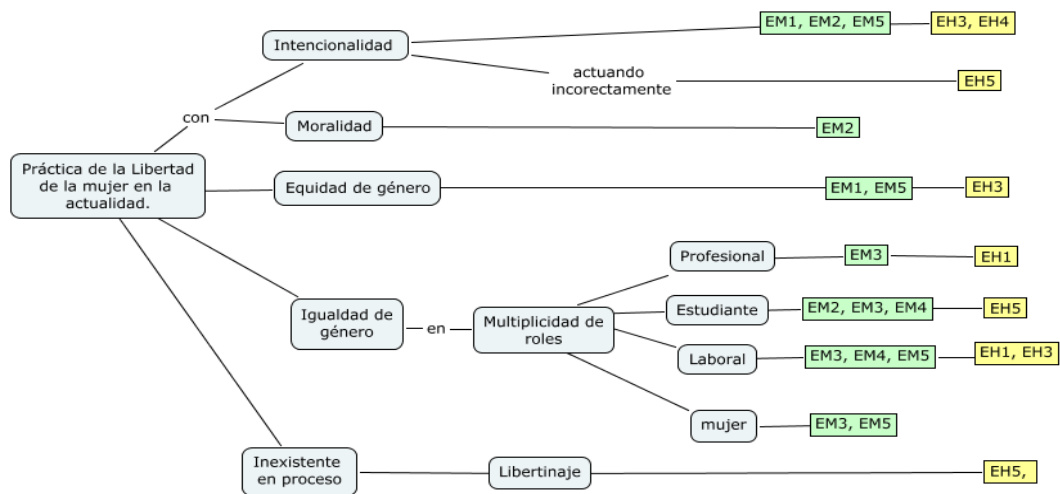 Intencionalidad
EM1, EM2, EM5
EH3, EH4
actuando
incorectamente
EH5
con
Moralidad
EM2
Práctica de la Libertad
de la mujer en la
actualidad.
Equidad de género
EM1, EM5
EH3
Igualdad de
género
en
Multiplicidad de
roles
Profesional
EM3
EH1
Estudiante
EM2, EM3, EM4
EH5
Laboral
EM3, EM4, EM5
EH1, EH3
mujer
EM3, EM5
Inexistente
en proceso
Libertinaje
EH5,